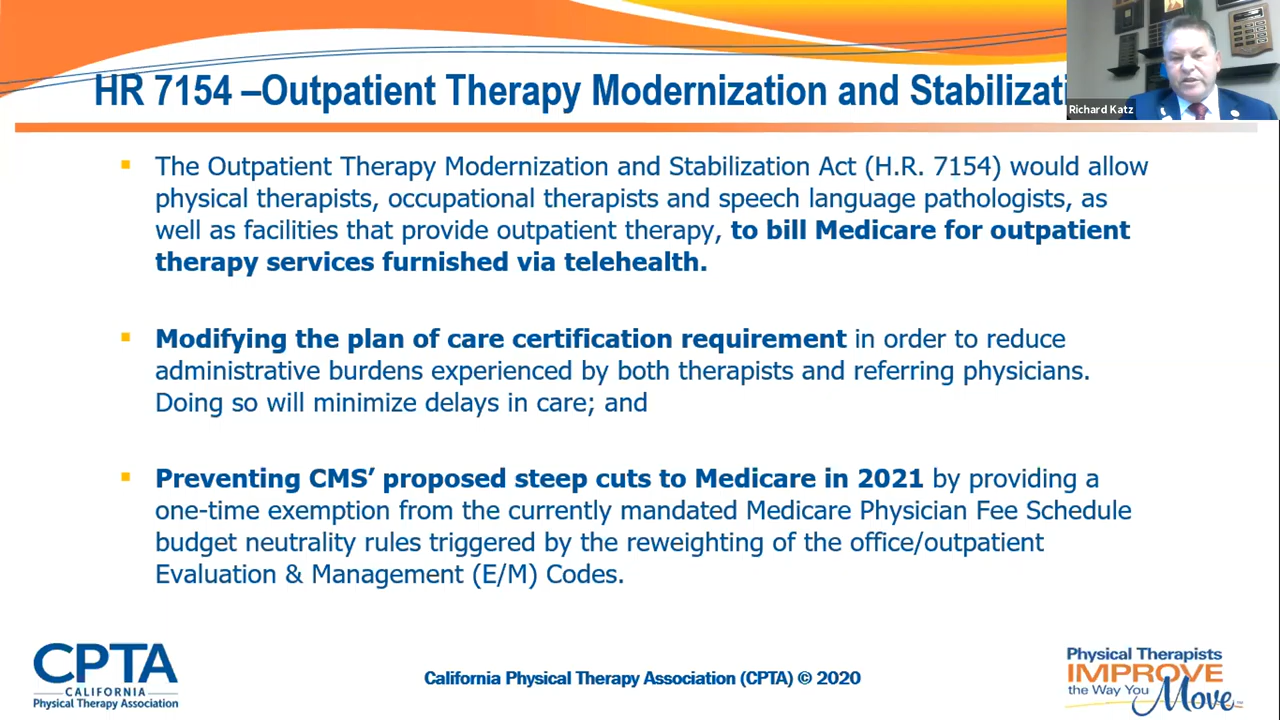 HR 7154 –Outpatient Therapy Modernization and Stabilizati
Richard Katz
▪ The Outpatient Therapy Modernization and Stabilization Act (H.R. 7154) would allow
physical therapists, occupational therapists and speech language pathologists, as
well as facilities that provide outpatient therapy, to bill Medicare for outpatient
therapy services furnished via telehealth.
▪ Modifying the plan of care certification requirement in order to reduce
administrative burdens experienced by both therapists and referring physicians.
Doing so will minimize delays in care; and
▪ Preventing CMS’ proposed steep cuts to Medicare in 2021 by providing a
one-time exemption from the currently mandated Medicare Physician Fee Schedule
budget neutrality rules triggered by the reweighting of the office/outpatient
Evaluation & Management (E/M) Codes.
CPTA
CALIFORNIA
Physical Therapy Association
California Physical Therapy Association (CPTA) © 2020
Physical Therapists
IMPROVE
the Way You
Move